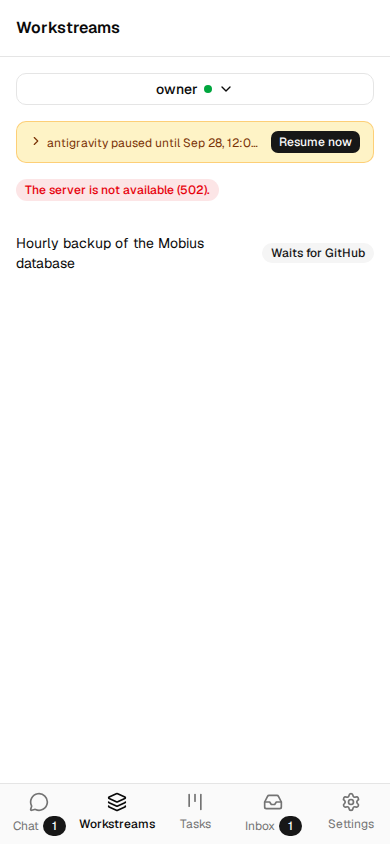 Workstreams
owner
antigravity paused until Sep 28, 12:0...
Resume now
The server is not available (502).
Hourly backup of the Mobius
database
Waits for GitHub
Chat 1
Workstreams
Tasks
Inbox 1
Settings